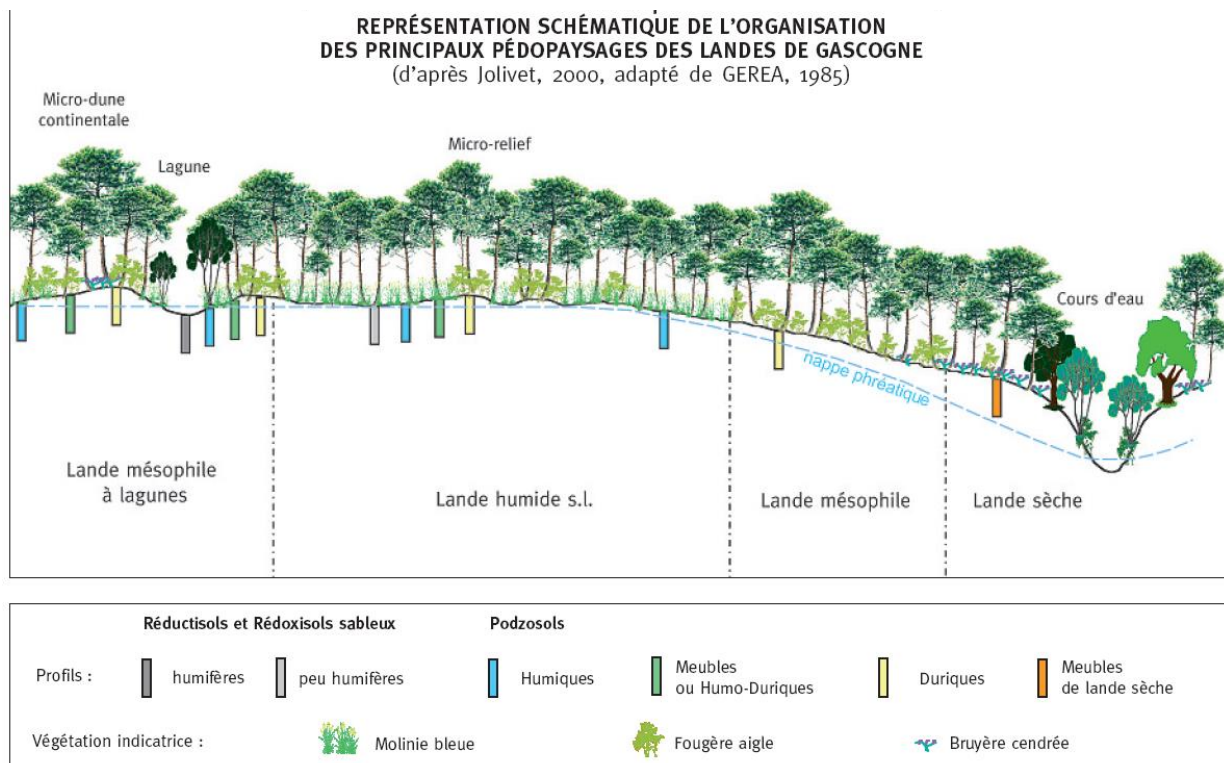 REPRÉSENTATION SCHÉMATIQUE DE L'ORGANISATION
DES PRINCIPAUX PÉDOPAYSAGES DES LANDES DE GASCOGNE
(d'après Jolivet, 2000, adapté de GEREA, 1985)
Micro-dune
continentale
Lagune
Micro-relief
Cours d'eau
nappe phréatique
Lande mésophile
à lagunes
Lande humide s.l.
Lande mésophile
Lande sèche
Réductisols et Rédoxisols sableux
Podzosols
Profils :
humifères
peu humifères
Humiques
Meubles
ou Humo-Duriques
Duriques
Meubles
de lande sèche
Végétation indicatrice :
Molinie bleue
Fougère aigle
Bruyère cendrée